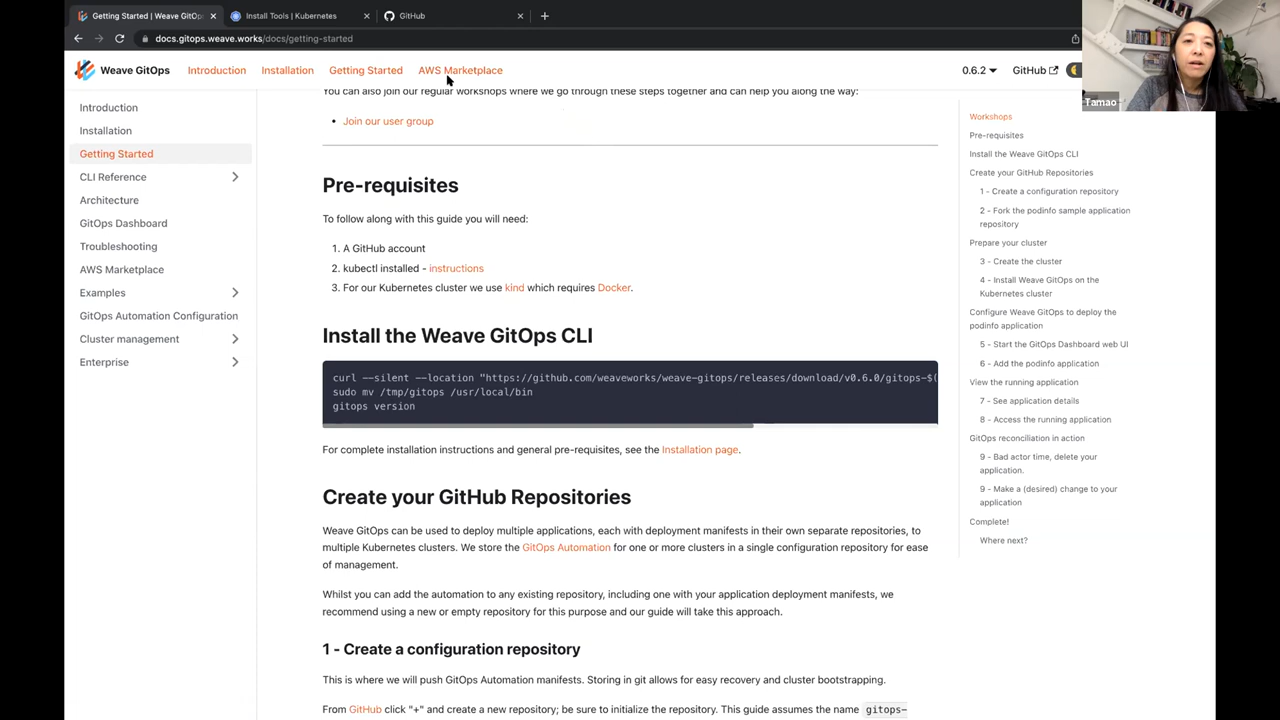 Getting Started | Weave GitOps
Install Tools | Kubernetes
GitHub
docs.gitops.weave.works/docs/getting-started
Weave GitOps
Introduction
Installation
Getting Started
AWS Marketplace
0.6.2
GitHub
Tamao
Introduction
Installation
Getting Started
CLI Reference
Architecture
GitOps Dashboard
Troubleshooting
AWS Marketplace
Examples
GitOps Automation Configuration
Cluster management
Enterprise
You can also join our regular workshops where we go through these steps together and can help you along the way:
• Join our user group
Pre-requisites
To follow along with this guide you will need:
1. A GitHub account
2. kubectl installed - instructions
3. For our Kubernetes cluster we use kind which requires Docker.
Install the Weave GitOps CLI
curl --silent --location "https://github.com/weaveworks/weave-gitops/releases/download/v0.6.0/gitops-$(
sudo mv /tmp/gitops /usr/local/bin
gitops version
For complete installation instructions and general pre-requisites, see the Installation page.
Create your GitHub Repositories
Weave GitOps can be used to deploy multiple applications, each with deployment manifests in their own separate repositories, to
multiple Kubernetes clusters. We store the GitOps Automation for one or more clusters in a single configuration repository for ease
of management.
Whilst you can add the automation to any existing repository, including one with your application deployment manifests, we
recommend using a new or empty repository for this purpose and our guide will take this approach.
1 - Create a configuration repository
This is where we will push GitOps Automation manifests. Storing in git allows for easy recovery and cluster bootstrapping.
From GitHub click "+" and create a new repository; be sure to initialize the repository. This guide assumes the name gitops-
Workshops
Pre-requisites
Install the Weave GitOps CLI
Create your GitHub Repositories
1 - Create a configuration repository
2 - Fork the podinfo sample application
repository
Prepare your cluster
3 - Create the cluster
4 - Install Weave GitOps on the
Kubernetes cluster
Configure Weave GitOps to deploy the
podinfo application
5 - Start the GitOps Dashboard web UI
6 - Add the podinfo application
View the running application
7 - See application details
8 - Access the running application
GitOps reconciliation in action
9 - Bad actor time, delete your
application.
9 - Make a (desired) change to your
application
Complete!
Where next?